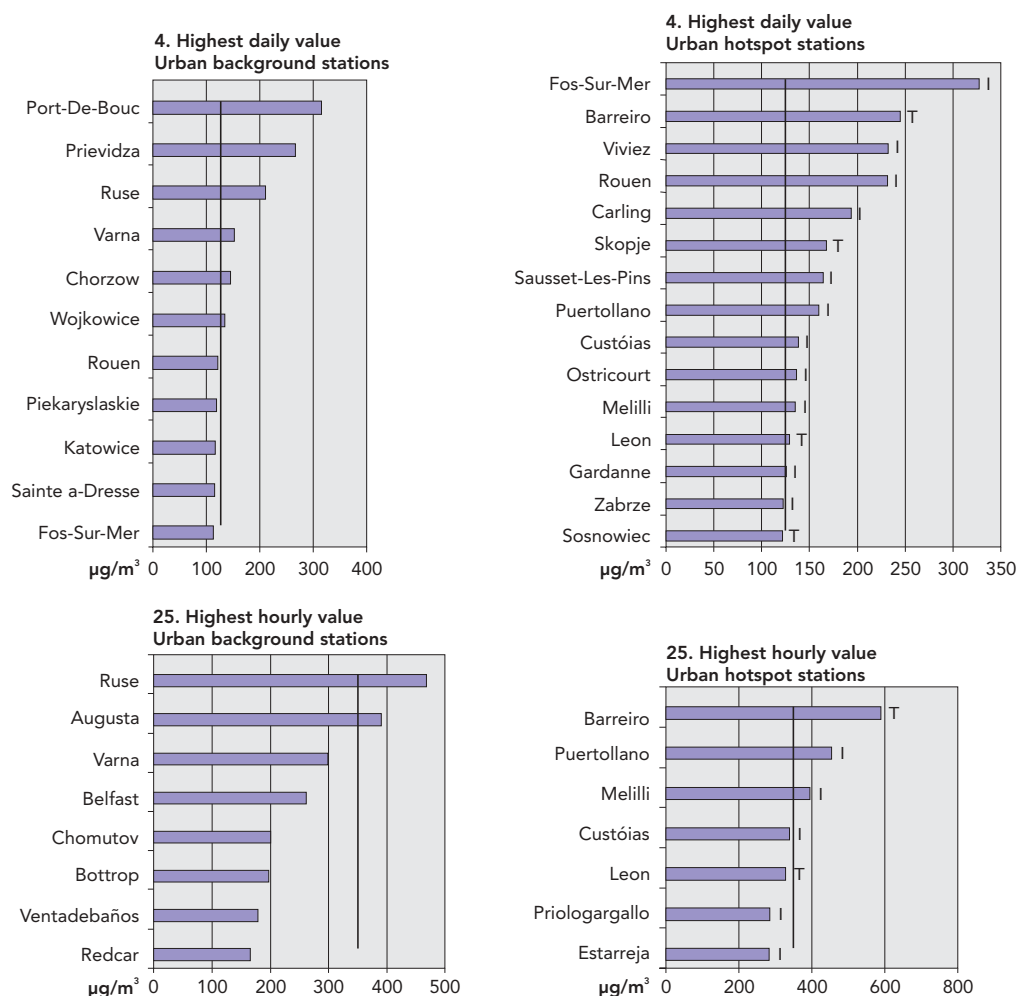 4. Highest daily value
Urban background stations
Port-De-Bouc
Prievidza
Ruse
Varna
Chorzow
Wojkowice
Rouen
Piekaryslaskie
Katowice
Sainte a-Dresse
Fos-Sur-Mer
µg/m³ 0 100 200 300 400
4. Highest daily value
Urban hotspot stations
Fos-Sur-Mer I
Barreiro T
Viviez I
Rouen I
Carling I
Skopje T
Sausset-Les-Pins I
Puertollano I
Custóias I
Ostricourt I
Melilli I
Leon T
Gardanne I
Zabrze I
Sosnowiec T
µg/m³ 0 50 100 150 200 250 300 350
25. Highest hourly value
Urban background stations
Ruse
Augusta
Varna
Belfast
Chomutov
Bottrop
Ventadebaños
Redcar
µg/m³ 0 100 200 300 400 500
25. Highest hourly value
Urban hotspot stations
Barreiro T
Puertollano I
Melilli I
Custóias I
Leon T
Priologargallo I
Estarreja I
µg/m³ 0 200 400 600 800